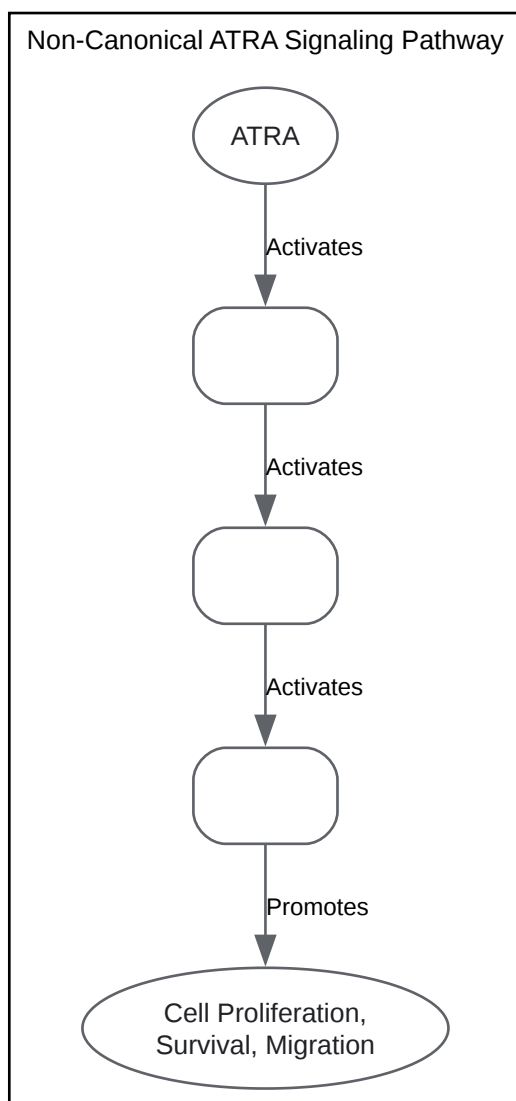 Non-Canonical ATRA Signaling Pathway
ATRA
Activates
Activates
Activates
Promotes
Cell Proliferation,
Survival, Migration